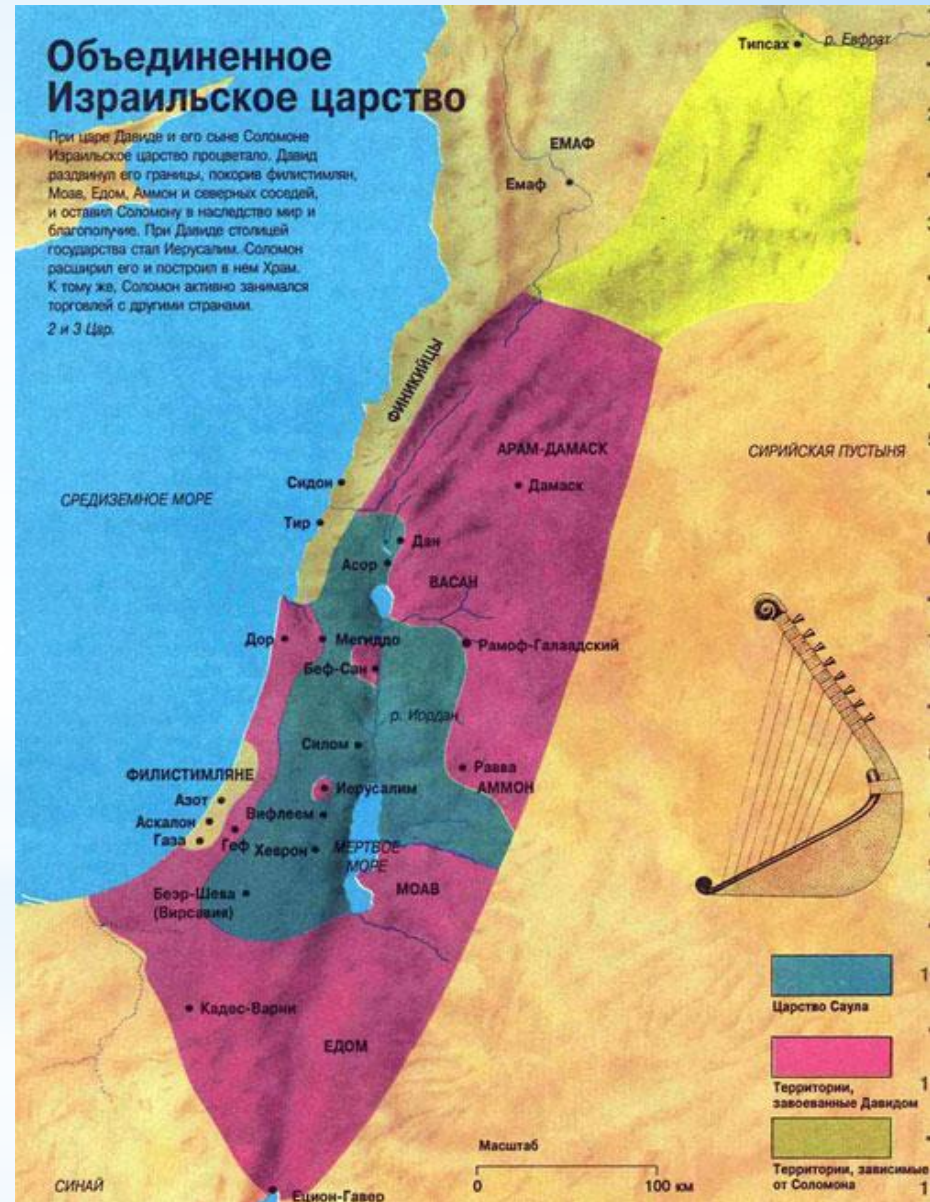 Объединенное
Израильское царство
При царе Давиде и его сыне Соломоне
Израильское царство процветало. Давид
раздвинул его границы, покорив филистимлян,
Моав, Едом, Аммон и северных соседей,
и оставил Соломону в наследство мир и
благополучие. При Давиде столицей
государства стал Иерусалим. Соломон
расширил его и построил в нем Храм.
К тому же, Соломон активно занимался
торговлей с другими странами.
2 и 3 Цар.
Типсах
р. Евфрат
ЕМАФ
Емаф
ФИНИКИЙЦЫ
АРАМ-ДАМАСК
СИРИЙСКАЯ ПУСТЫНЯ
Дамаск
Сидон
СРЕДИЗЕМНОЕ МОРЕ
Тир
Дан
Асор
ВАСАН
Дор
Мегиддо
Рамоф-Галаадский
Беф-Сан
р. Иордан
Силом
ФИЛИСТИМЛЯНЕ
Равва
АММОН
Иерусалим
Азот
Вифлеем
Аскалон
Газа
Геф
Хеврон
МЕРТВОЕ
МОРЕ
МОАВ
Беэр-Шева
(Вирсавия)
Кадес-Варни
ЕДОМ
Царство Саула
Территории,
завоеванные Давидом
Территории, зависимые
от Соломона
Масштаб
0
100 км
СИНАЙ
Ецион-Гавер